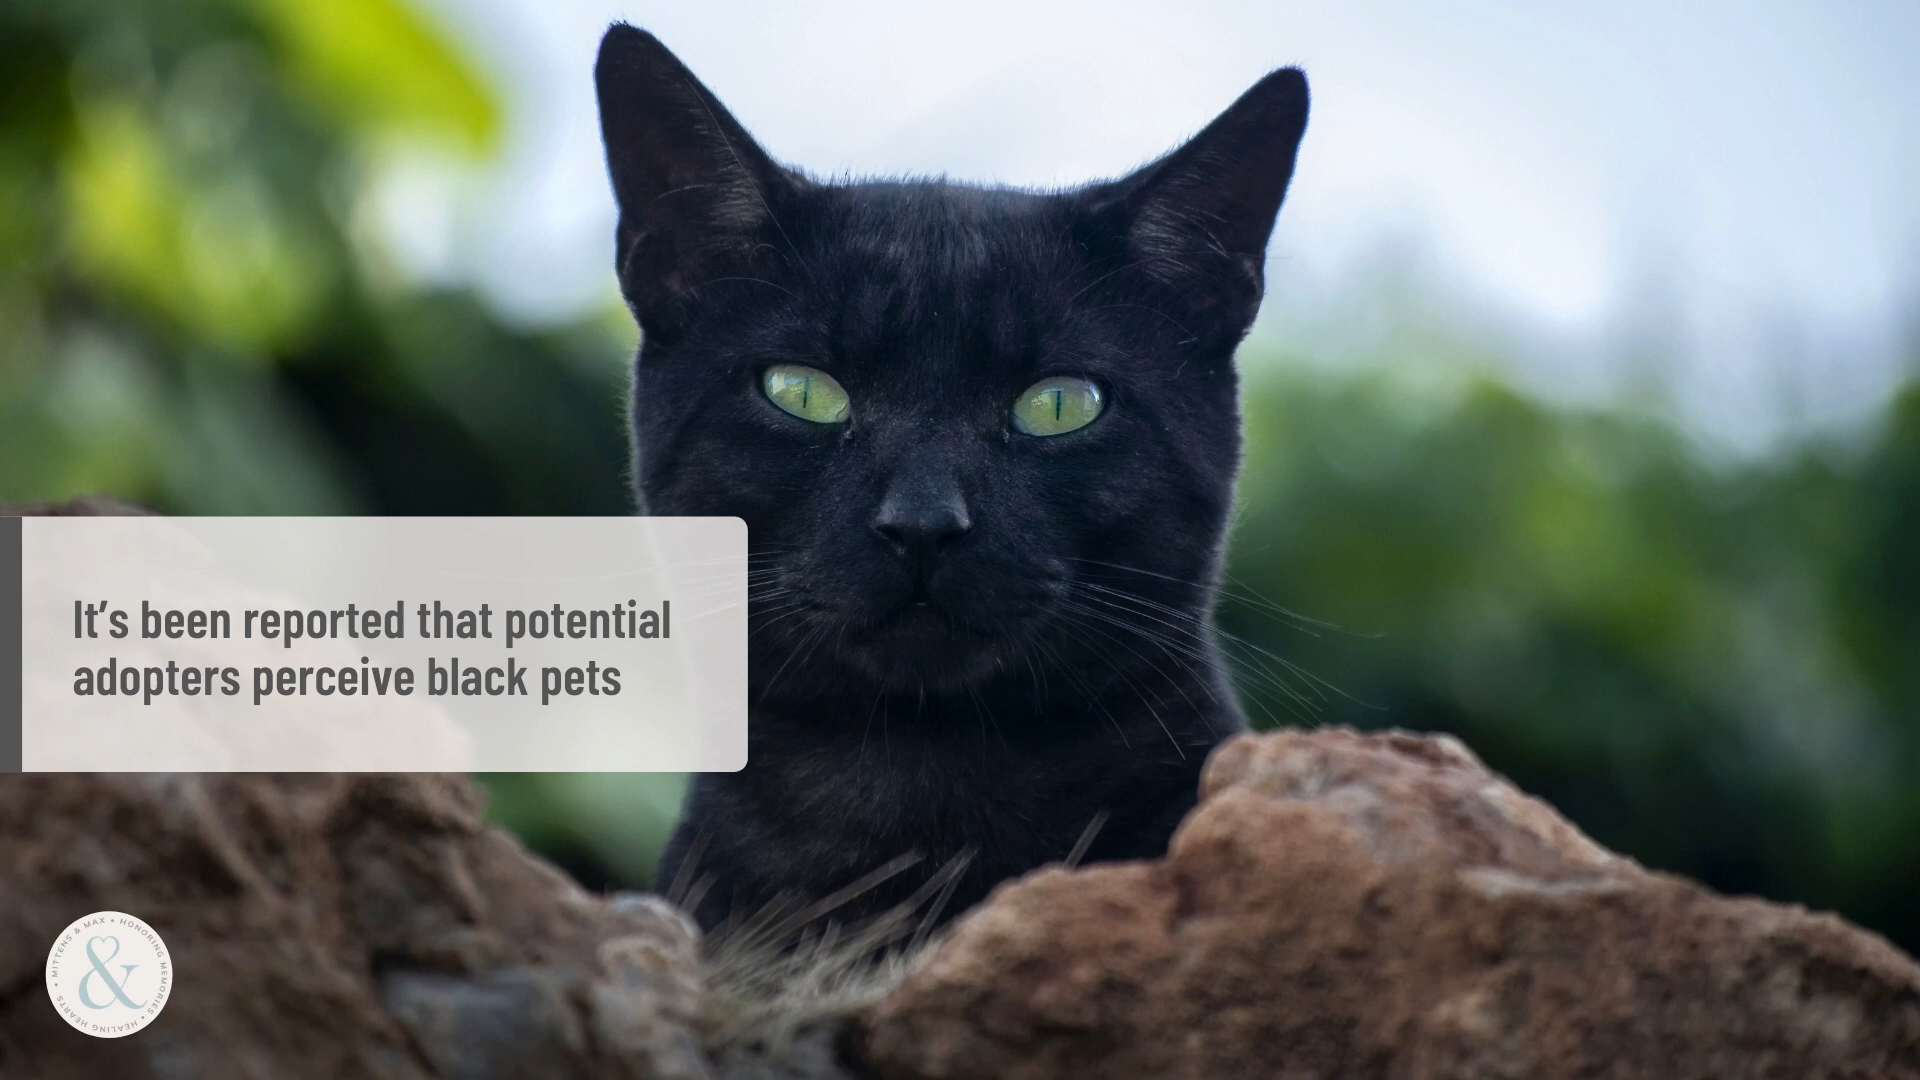 It’s been reported that potential
adopters perceive black pets
MITTENS & MAX • HONORING MEMORIES • HEALING HEARTS •
&